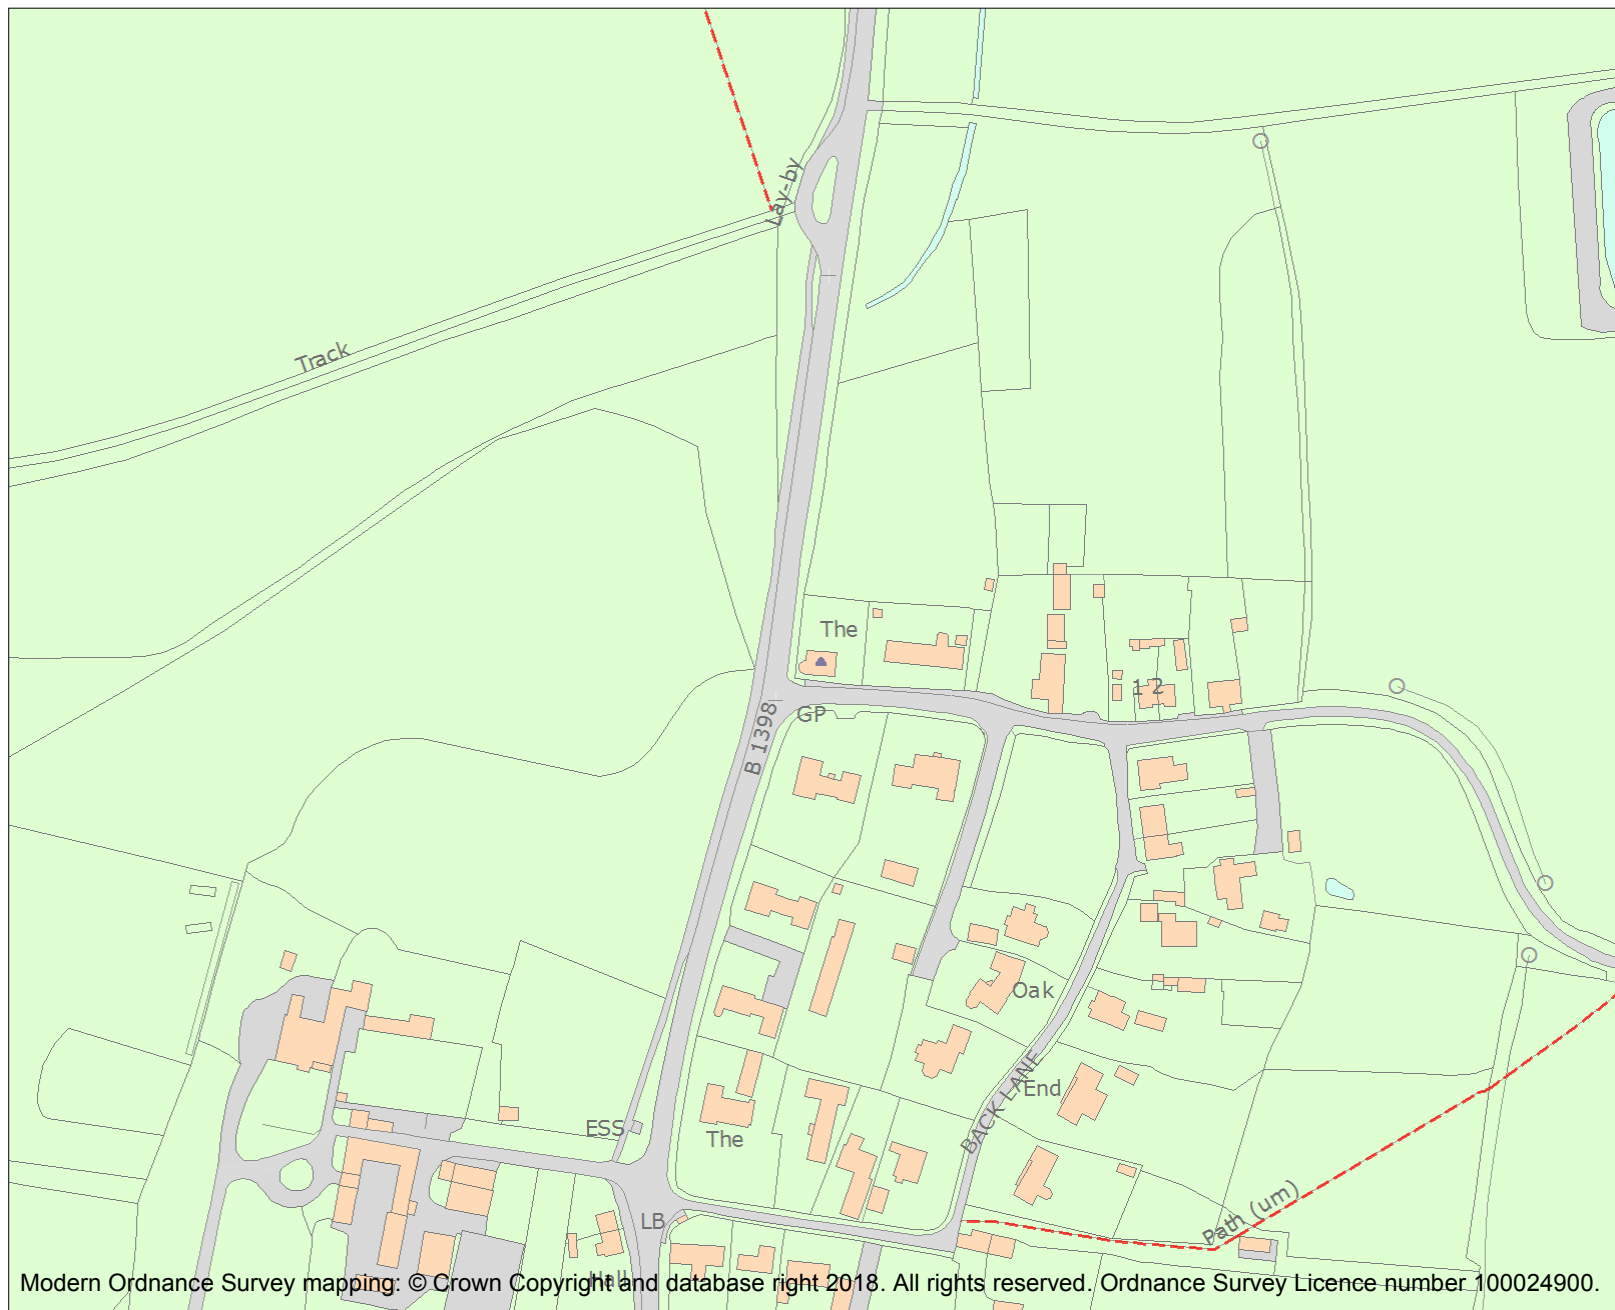 Lay-by
Track
The
1 2
GP
B 1398
Oak
BACK LANE
End
ESS
The
LB
Path (um)
Hall
Modern Ordnance Survey mapping: © Crown Copyright and database right 2018. All rights reserved. Ordnance Survey Licence number 100024900.